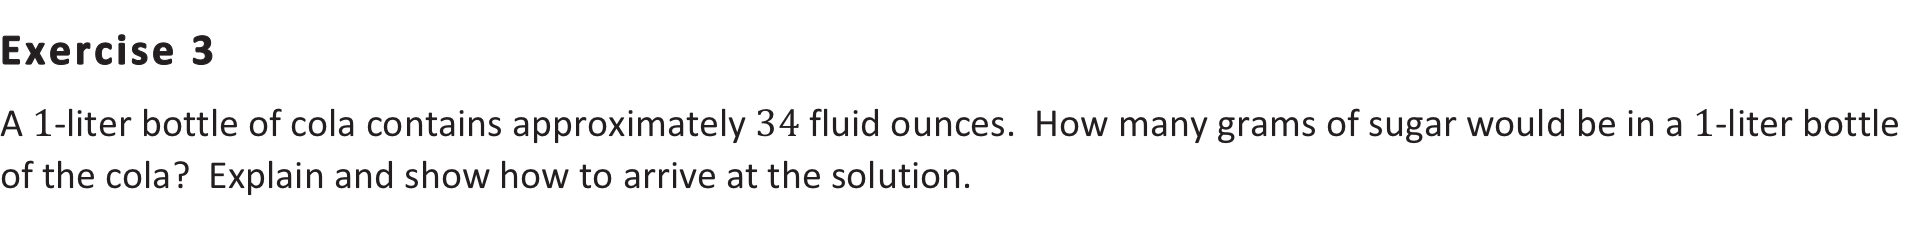 Exercise 3
A 1-liter bottle of cola contains approximately 34 fluid ounces. How many grams of sugar would be in a 1-liter bottle
of the cola? Explain and show how to arrive at the solution.